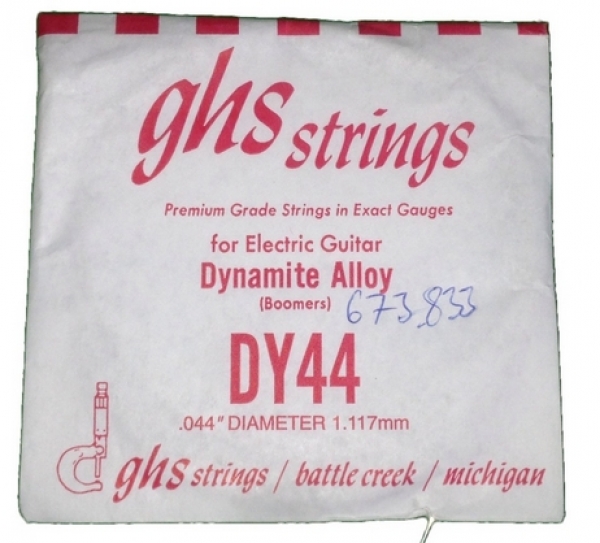 ghs strings
Premium Grade Strings in Exact Gauges
for Electric Guitar
Dynamite Alloy
(Boomers) 673833
DY44
.044" DIAMETER 1.117mm
ghs strings / battle creek / michigan